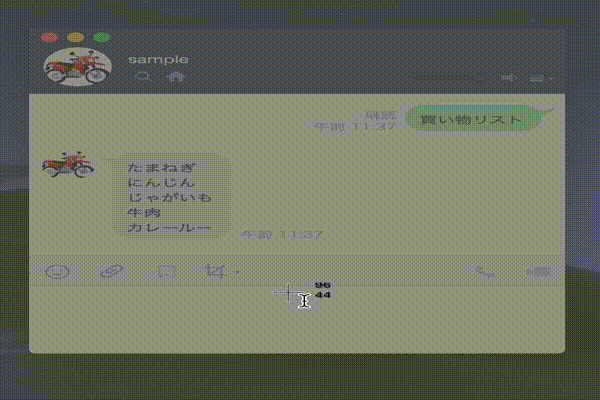 sample
既読
午前 11:37
買い物リスト
たまねぎ
にんじん
じゃがいも
牛肉
カレールー
午前 11:37
96
44